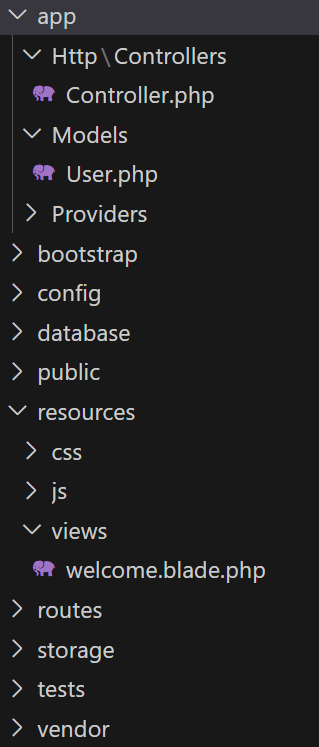 app
Http\Controllers
Controller.php
Models
User.php
Providers
bootstrap
config
database
public
resources
css
js
views
welcome.blade.php
routes
storage
tests
vendor